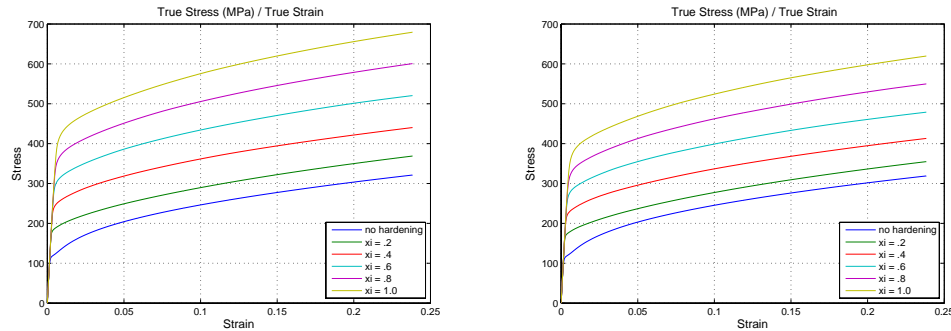 True Stress (MPa) / True Strain
700
600
500
400
300
200
100
0
Stress
0
0.05
0.1
0.15
0.2
0.25
Strain
no hardening
xi = .2
xi = .4
xi = .6
xi = .8
xi = 1.0
True Stress (MPa) / True Strain
700
600
500
400
300
200
100
0
Stress
0
0.05
0.1
0.15
0.2
0.25
Strain
no hardening
xi = .2
xi = .4
xi = .6
xi = .8
xi = 1.0